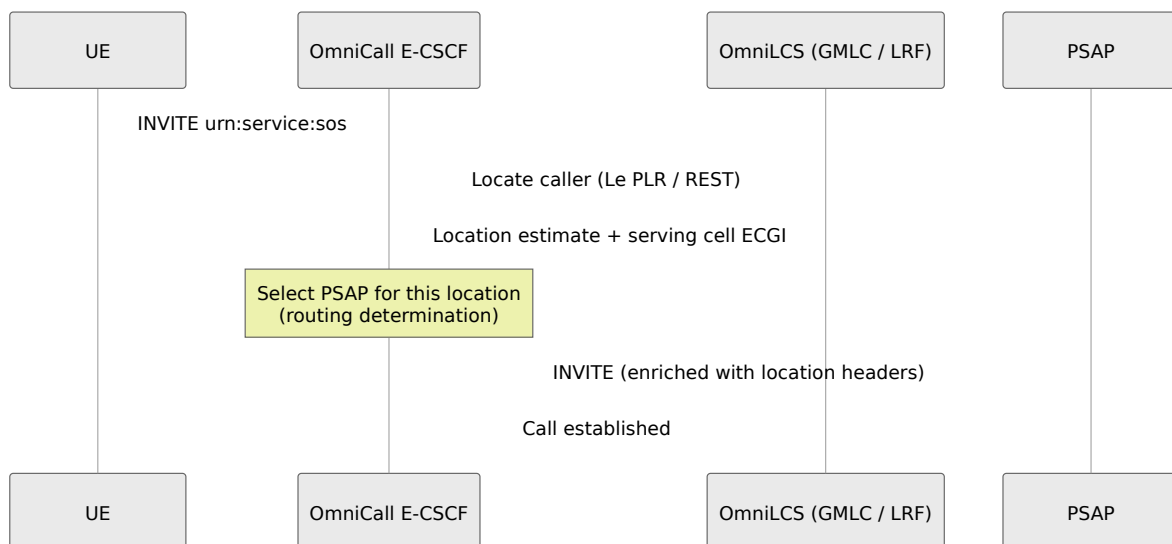 UE
OmniCall E-CSCF
OmniLCS (GMLC / LRF)
PSAP
INVITE urn:service:sos
Locate caller (Le PLR / REST)
Location estimate + serving cell ECGI
Select PSAP for this location
(routing determination)
INVITE (enriched with location headers)
Call established
UE
OmniCall E-CSCF
OmniLCS (GMLC / LRF)
PSAP